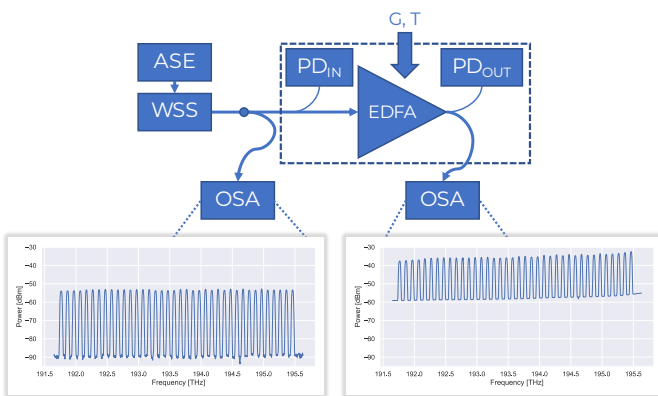 G, T
ASE
PD_IN
PD_OUT
WSS
EDFA
OSA
OSA
−30
−40
−50
−60
−70
−80
−90
Power [dBm]
191.5 192.0 192.5 193.0 193.5 194.0 194.5 195.0 195.5
Frequency [THz]
−30
−40
−50
−60
−70
−80
−90
Power [dBm]
191.5 192.0 192.5 193.0 193.5 194.0 194.5 195.0 195.5
Frequency [THz]